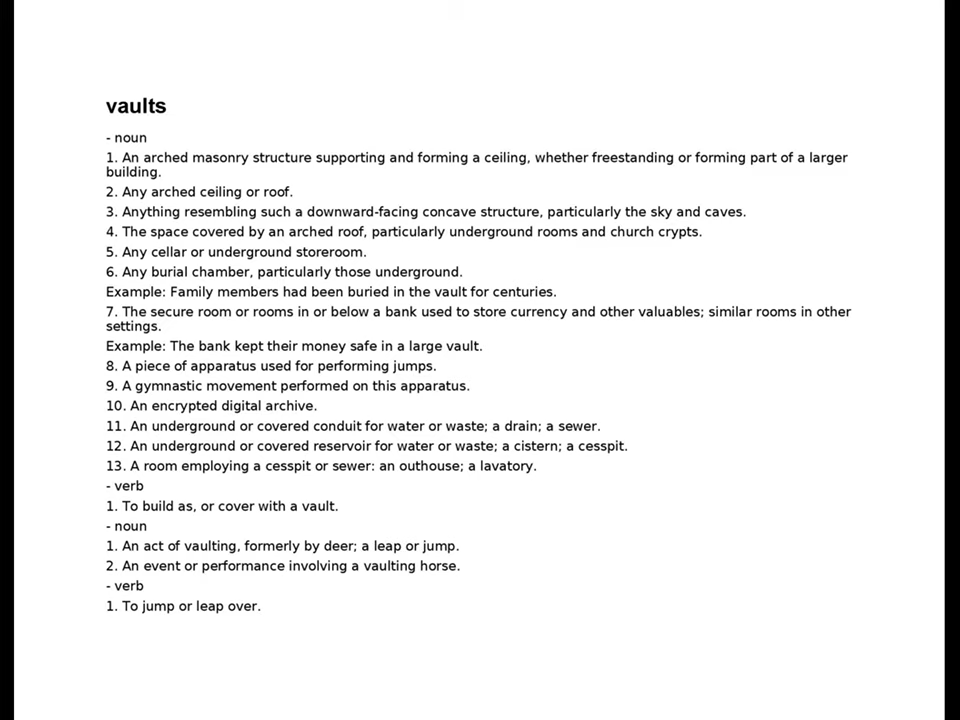 vaults
- noun
1. An arched masonry structure supporting and forming a ceiling, whether freestanding or forming part of a larger
building.
2. Any arched ceiling or roof.
3. Anything resembling such a downward-facing concave structure, particularly the sky and caves.
4. The space covered by an arched roof, particularly underground rooms and church crypts.
5. Any cellar or underground storeroom.
6. Any burial chamber, particularly those underground.
Example: Family members had been buried in the vault for centuries.
7. The secure room or rooms in or below a bank used to store currency and other valuables; similar rooms in other
settings.
Example: The bank kept their money safe in a large vault.
8. A piece of apparatus used for performing jumps.
9. A gymnastic movement performed on this apparatus.
10. An encrypted digital archive.
11. An underground or covered conduit for water or waste; a drain; a sewer.
12. An underground or covered reservoir for water or waste; a cistern; a cesspit.
13. A room employing a cesspit or sewer: an outhouse; a lavatory.
- verb
1. To build as, or cover with a vault.
- noun
1. An act of vaulting, formerly by deer; a leap or jump.
2. An event or performance involving a vaulting horse.
- verb
1. To jump or leap over.